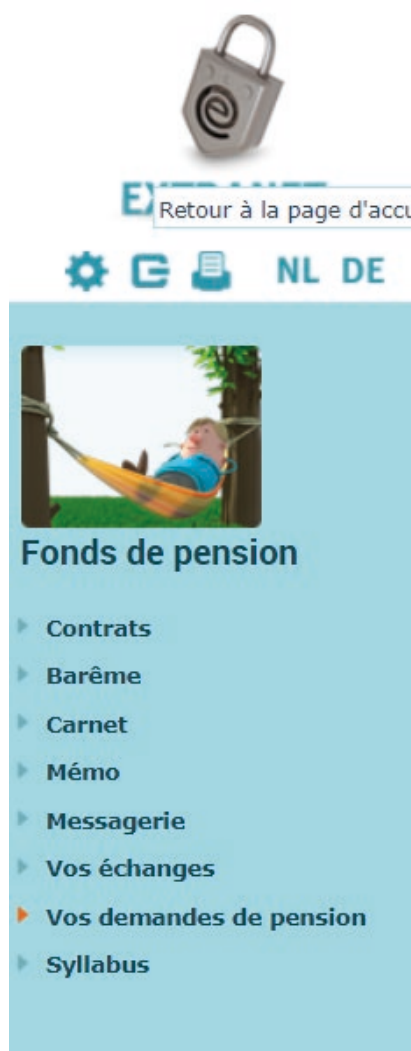 Retour à la page d'accu
NL DE
Fonds de pension
Contrats
Barême
Carnet
Mémo
Messagerie
Vos échanges
Vos demandes de pension
Syllabus